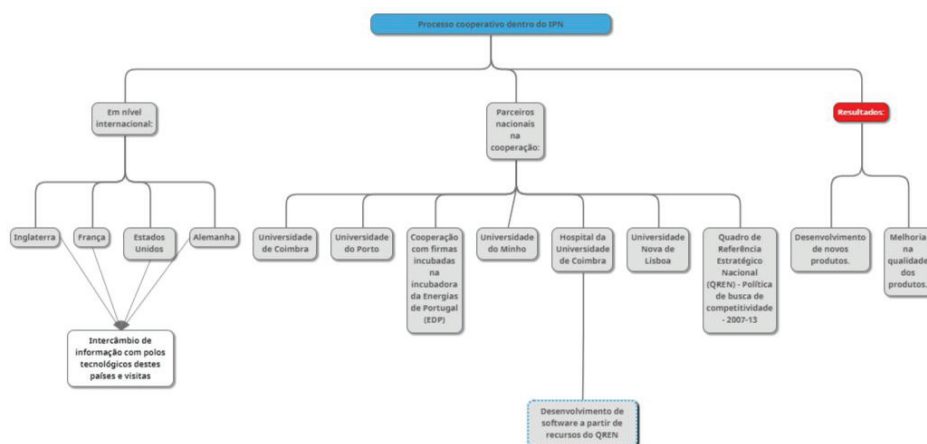 Processo cooperativo dentro do IPN
Em nível
internacional:
Parceiros
nacionais
na
cooperação:
Resultados:
Inglaterra
França
Estados
Unidos
Alemanha
Universidade
de Coimbra
Universidade
do Porto
Cooperação
com firmas
incubadas
na
incubadora
da Energias
de Portugal
(EDP)
Universidade
do Minho
Hospital da
Universidade
de Coimbra
Universidade
Nova de
Lisboa
Quadro de
Referência
Estratégico
Nacional
(QREN) - Política
de busca de
competitividade
- 2007-13
Desenvolvimento
de novos
produtos.
Melhoria
na
qualidade
dos
produtos.
Intercâmbio de
informação com polos
tecnológicos destes
países e visitas
Desenvolvimento de
software a partir de
recursos do QREN